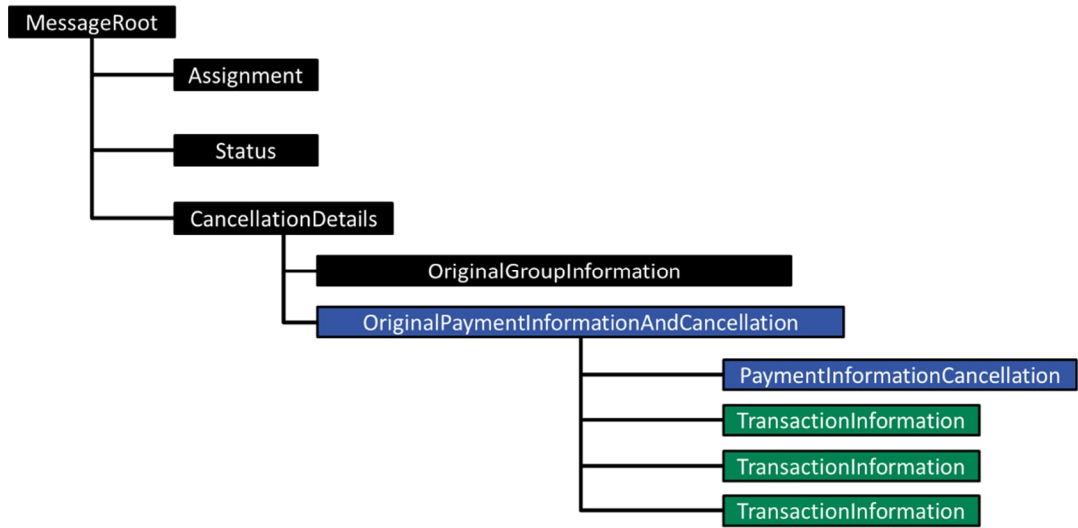 MessageRoot
Assignment
Status
CancellationDetails
OriginalGroupInformation
OriginalPaymentInformationAndCancellation
PaymentInformationCancellation
TransactionInformation
TransactionInformation
TransactionInformation